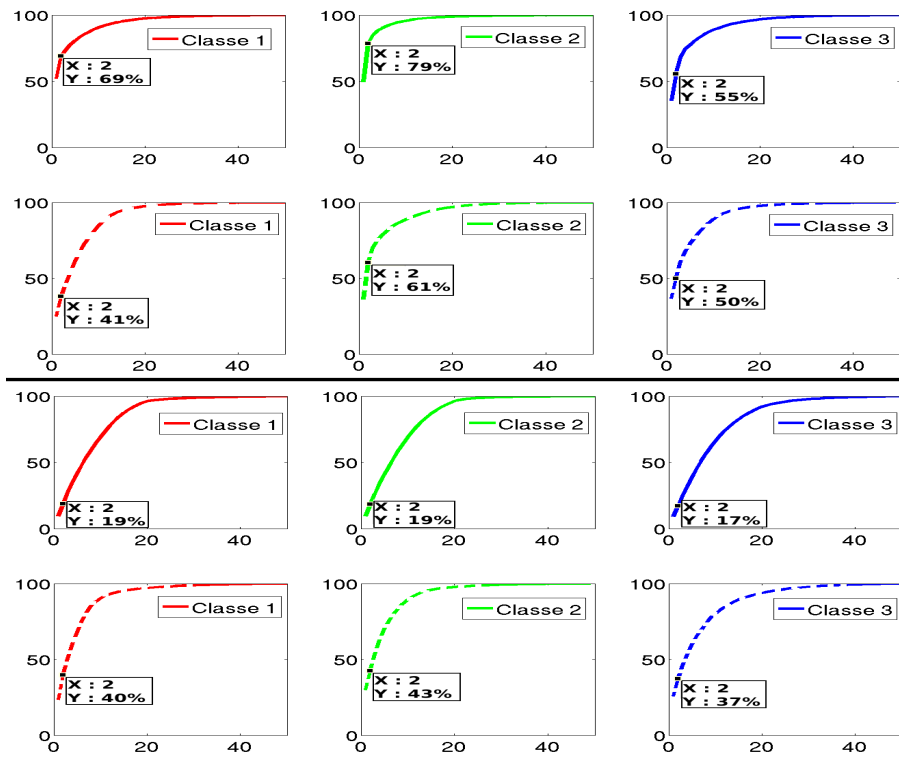 100
Classe 1
X : 2
Y : 69%
50
0
0 20 40
100
Classe 2
X : 2
Y : 79%
50
0
0 20 40
100
Classe 3
X : 2
Y : 55%
50
0
0 20 40
100
Classe 1
50
X : 2
Y : 41%
0
0 20 40
100
Classe 2
X : 2
Y : 61%
50
0
0 20 40
100
Classe 3
50
X : 2
Y : 50%
0
0 20 40
100
Classe 1
50
X : 2
Y : 19%
0
0 20 40
100
Classe 2
50
X : 2
Y : 19%
0
0 20 40
100
Classe 3
50
X : 2
Y : 17%
0
0 20 40
100
Classe 1
50
X : 2
Y : 40%
0
0 20 40
100
Classe 2
50
X : 2
Y : 43%
0
0 20 40
100
Classe 3
50
X : 2
Y : 37%
0
0 20 40